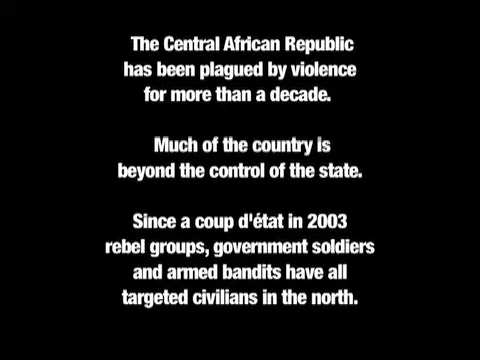 The Central African Republic
has been plagued by violence
for more than a decade.
Much of the country is
beyond the control of the state.
Since a coup d'état in 2003
rebel groups, government soldiers
and armed bandits have all
targeted civilians in the north.